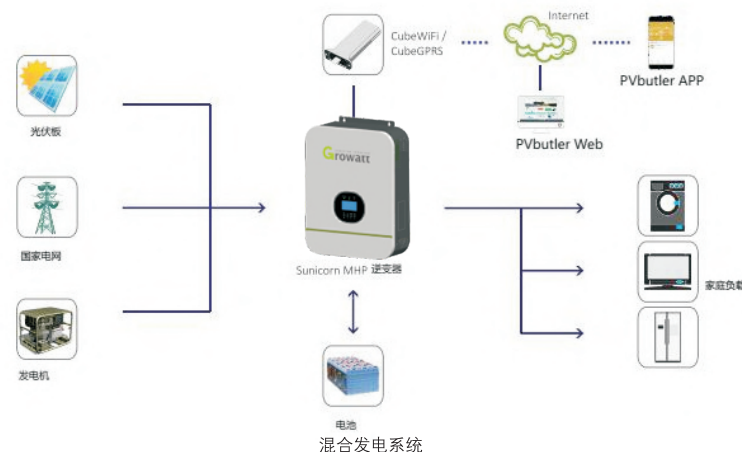 Internet
CubeWiFi /
CubeGPRS
PVbutler APP
PVbutler Web
光伏板
Growatt
国家电网
Sunicorn MHP 逆变器
家庭负载
发电机
电池
混合发电系统